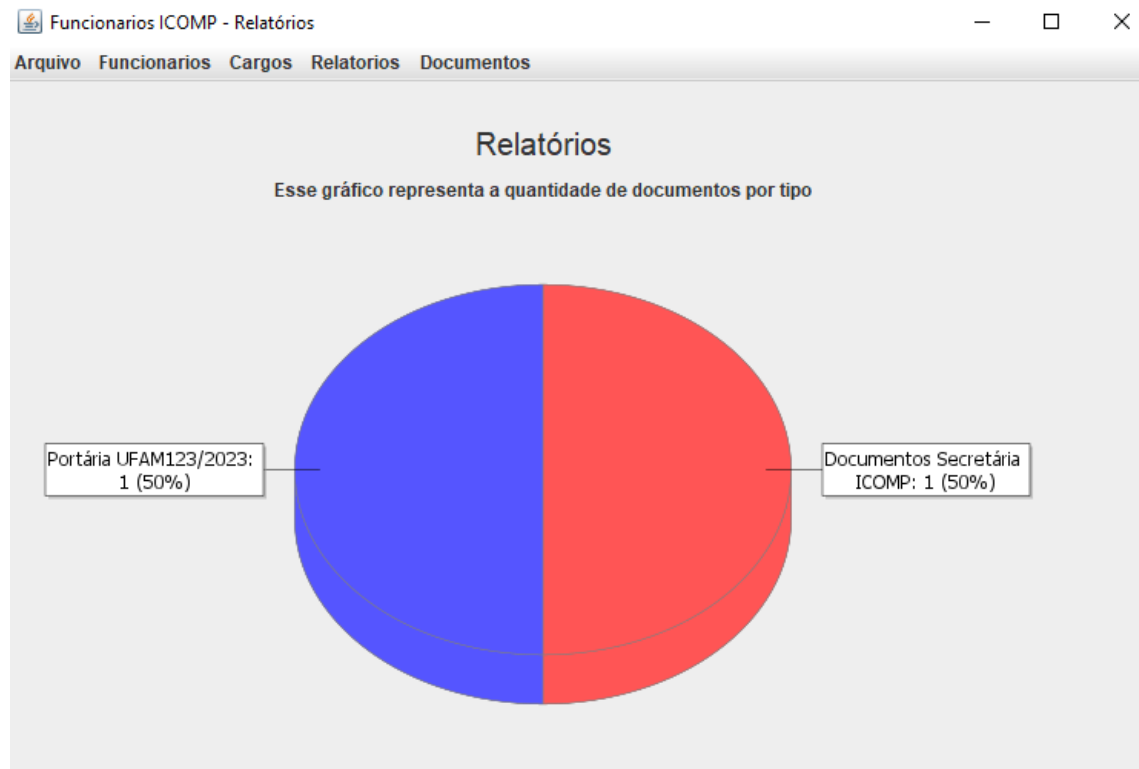 Funcionarios ICOMP - Relatórios
Arquivo Funcionarios Cargos Relatorios Documentos
Relatórios
Esse gráfico representa a quantidade de documentos por tipo
Portária UFAM123/2023:
1 (50%)
Documentos Secretária
ICOMP: 1 (50%)